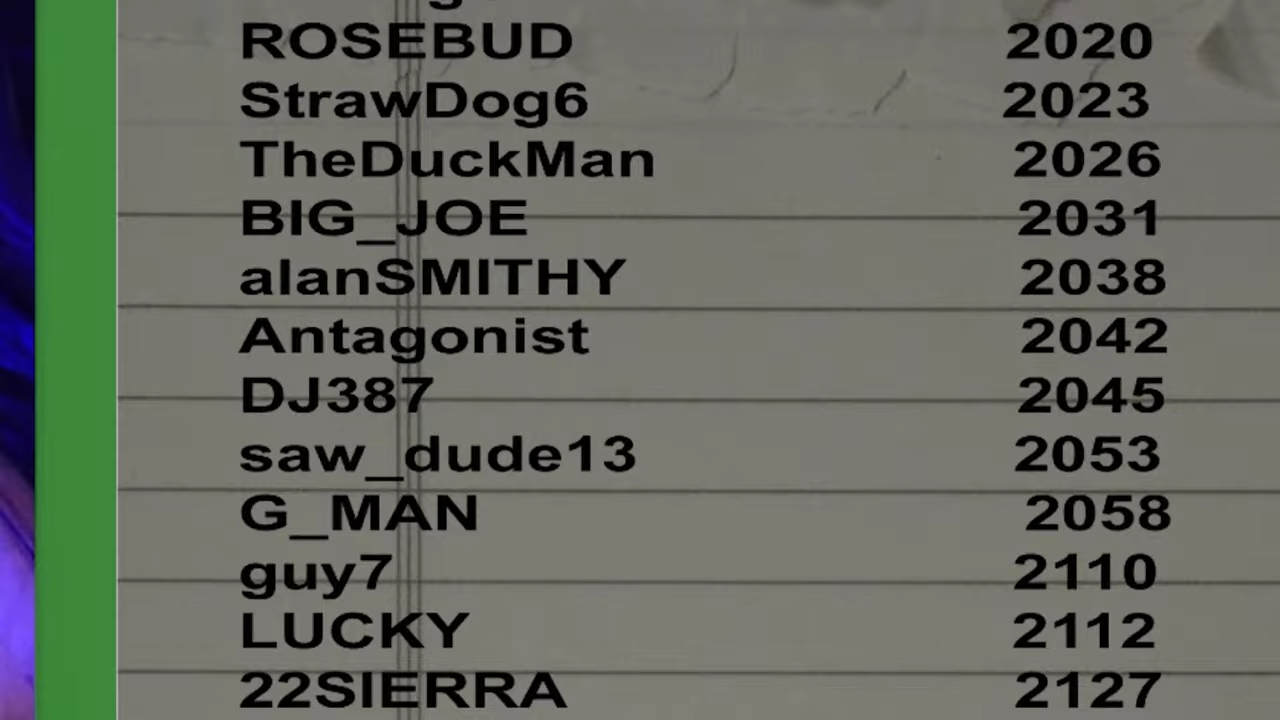 ROSEBUD 2020
StrawDog6 2023
TheDuckMan 2026
BIG_JOE 2031
alanSMITHY 2038
Antagonist 2042
DJ387 2045
saw_dude13 2053
G_MAN 2058
guy7 2110
LUCKY 2112
22SIERRA 2127